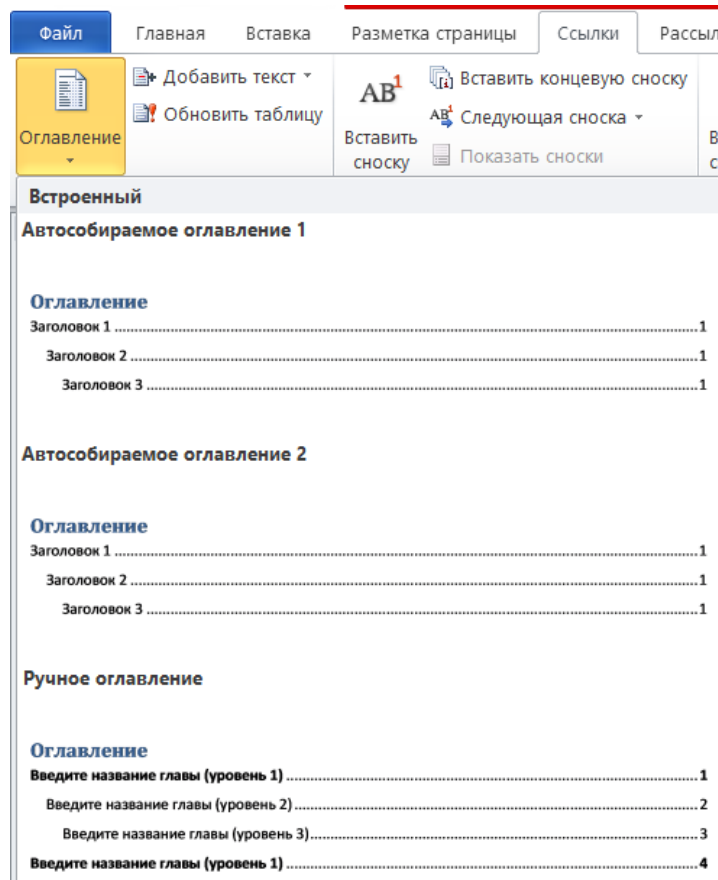 Файл Главная Вставка Разметка страницы Ссылки
Оглавление
Добавить текст
Обновить таблицу
AB1
Вставить
сноску
Вставить концевую сноску
AB1 Следующая сноска
Показать сноски
Встроенный
Автособираемое оглавление 1
Оглавление
Заголовок 1 ........ 1
Заголовок 2 ........ 1
Заголовок 3 ........ 1
Автособираемое оглавление 2
Оглавление
Заголовок 1 ........ 1
Заголовок 2 ........ 1
Заголовок 3 ........ 1
Ручное оглавление
Оглавление
Введите название главы (уровень 1) ........ 1
Введите название главы (уровень 2) ........ 2
Введите название главы (уровень 3) ........ 3
Введите название главы (уровень 1) ........ 4